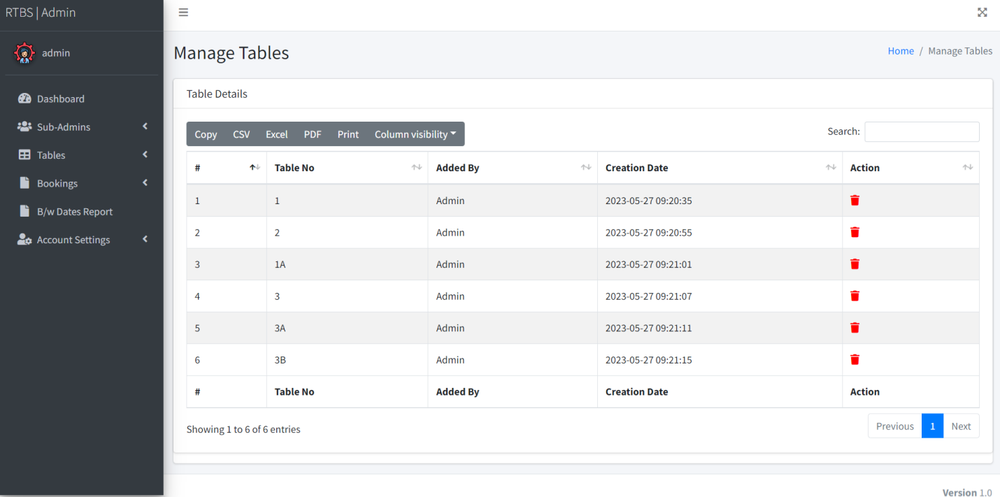 RTBS | Admin
admin
Dashboard
Sub-Admins
Tables
Bookings
B/w Dates Report
Account Settings
Manage Tables
Home / Manage Tables
Table Details
Copy CSV Excel PDF Print Column visibility
Search:
# Table No Added By Creation Date Action
1 1 Admin 2023-05-27 09:20:35
2 2 Admin 2023-05-27 09:20:55
3 1A Admin 2023-05-27 09:21:01
4 3 Admin 2023-05-27 09:21:07
5 3A Admin 2023-05-27 09:21:11
6 3B Admin 2023-05-27 09:21:15
# Table No Added By Creation Date Action
Showing 1 to 6 of 6 entries
Previous 1 Next
Version 1.0